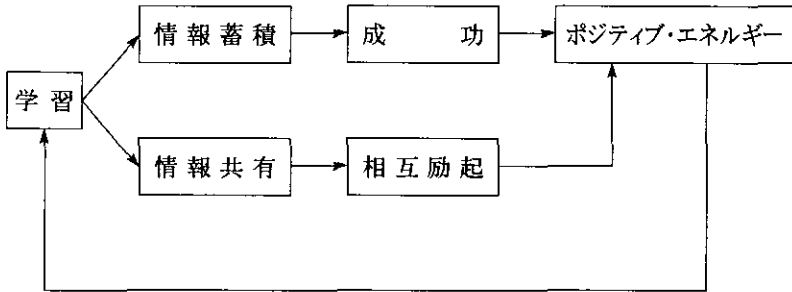 情報蓄積
成功
ポジティブ・エネルギー
学習
情報共有
相互励起